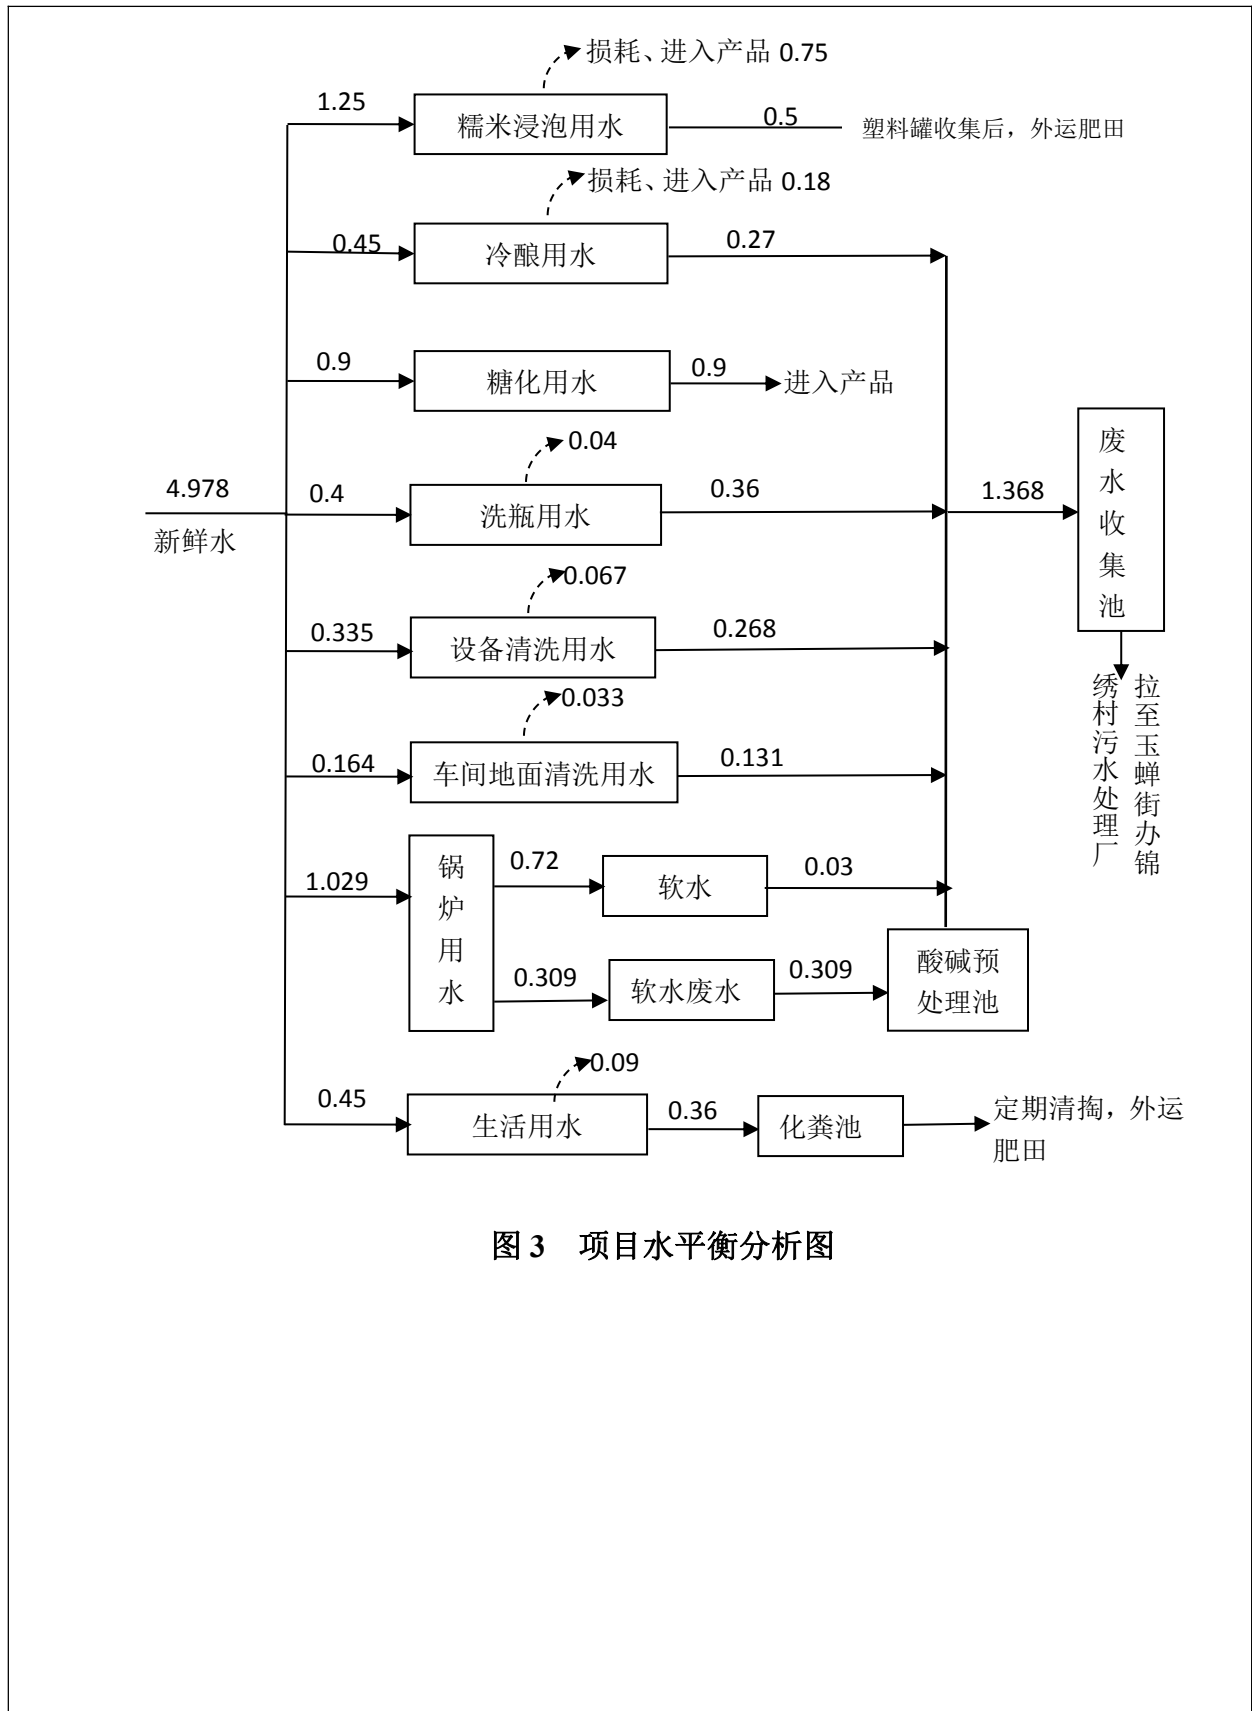 损耗、进入产品 0.75
1.25
糯米浸泡用水
0.5
塑料罐收集后，外运肥田
损耗、进入产品 0.18
0.45
冷酿用水
0.27
0.9
糖化用水
0.9
进入产品
0.04
4.978
新鲜水
0.4
洗瓶用水
0.36
1.368
废水收集池
0.067
0.335
设备清洗用水
0.268
拉至玉蝉街办锦
绣村污水处理厂
0.033
0.164
车间地面清洗用水
0.131
1.029
锅炉用水
0.72
软水
0.03
0.309
软水废水
0.309
酸碱预
处理池
0.09
0.45
生活用水
0.36
化粪池
定期清掏，外运
肥田
图 3 项目水平衡分析图